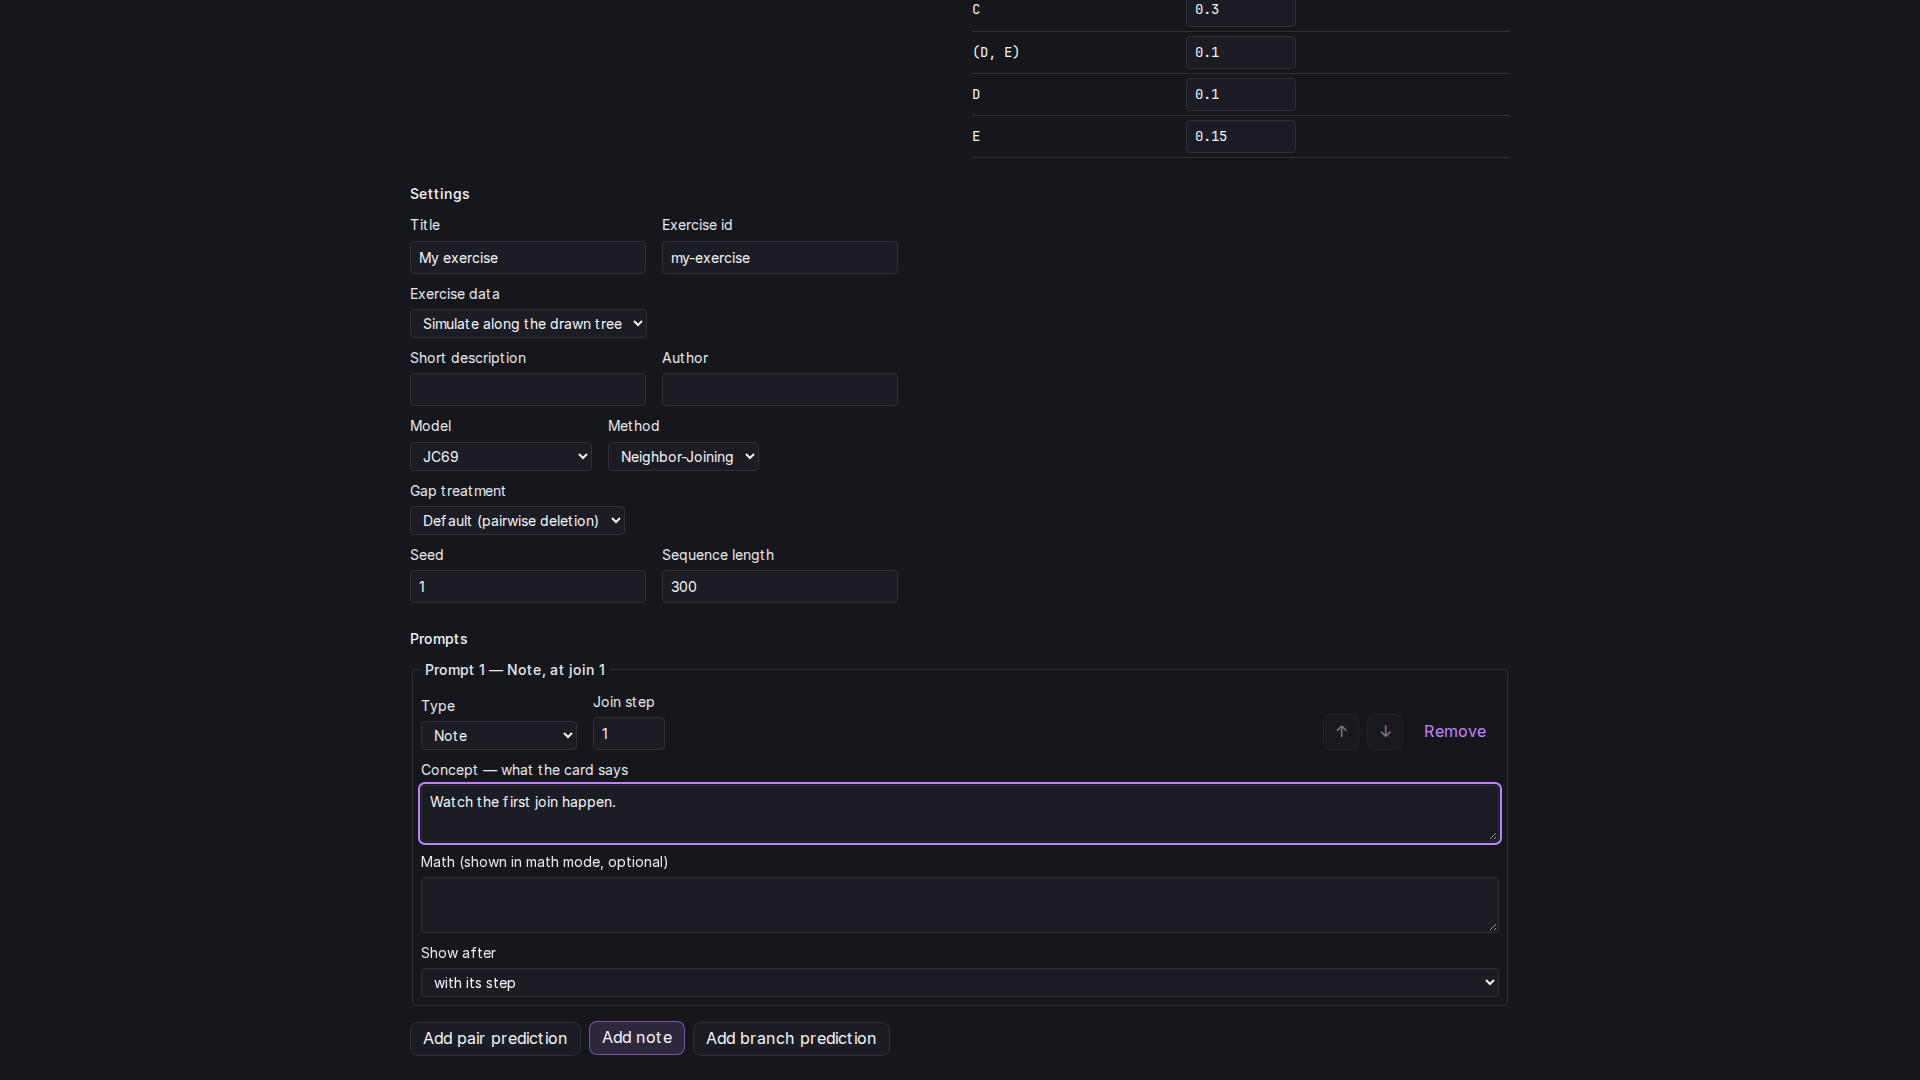 C 0.3
(D, E) 0.1
D 0.1
E 0.15
Settings
Title Exercise id
My exercise my-exercise
Exercise data
Simulate along the drawn tree
Short description Author
Model Method
JC69 Neighbor-Joining
Gap treatment
Default (pairwise deletion)
Seed Sequence length
1 300
Prompts
Prompt 1 — Note, at join 1
Type Join step
Note 1 ↑ ↓ Remove
Concept — what the card says
Watch the first join happen.
Math (shown in math mode, optional)
Show after
with its step
Add pair prediction Add note Add branch prediction